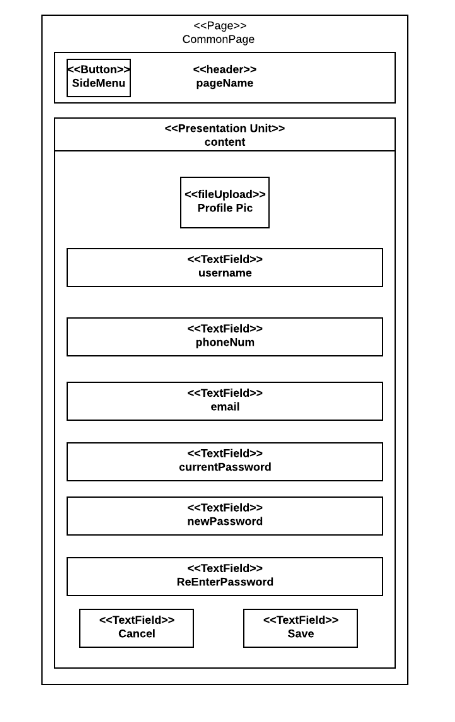 <<Page>>
CommonPage
<<Button>>
SideMenu
<<header>>
pageName
<<Presentation Unit>>
content
<<fileUpload>>
Profile Pic
<<TextField>>
username
<<TextField>>
phoneNum
<<TextField>>
email
<<TextField>>
currentPassword
<<TextField>>
newPassword
<<TextField>>
ReEnterPassword
<<TextField>>
Cancel
<<TextField>>
Save